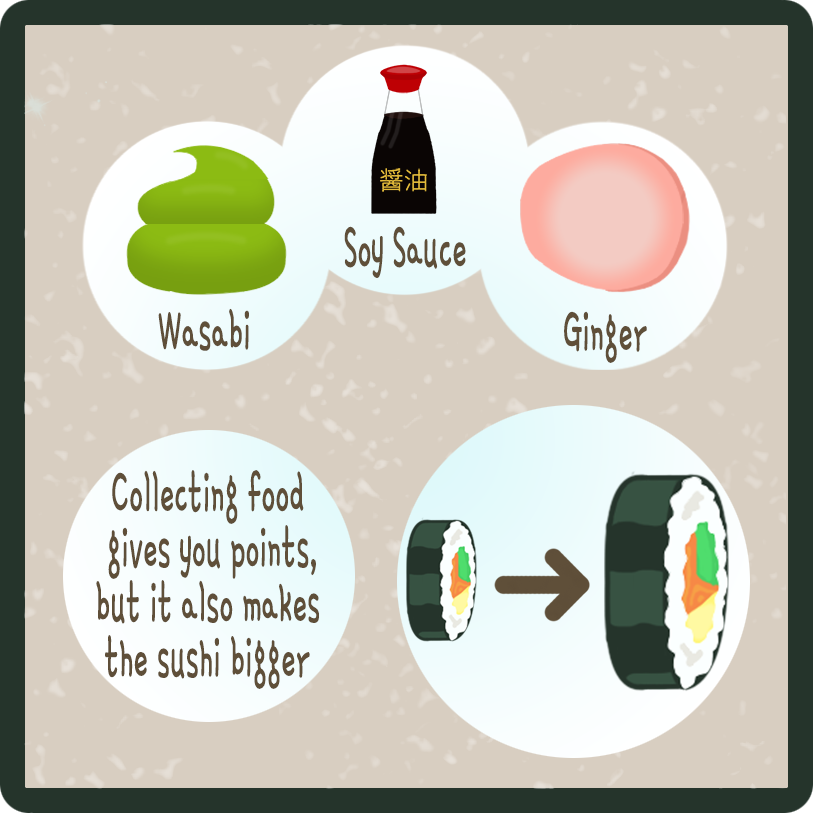 醤油
Soy Sauce
Wasabi
Ginger
Collecting food
gives you points,
but it also makes
the sushi bigger